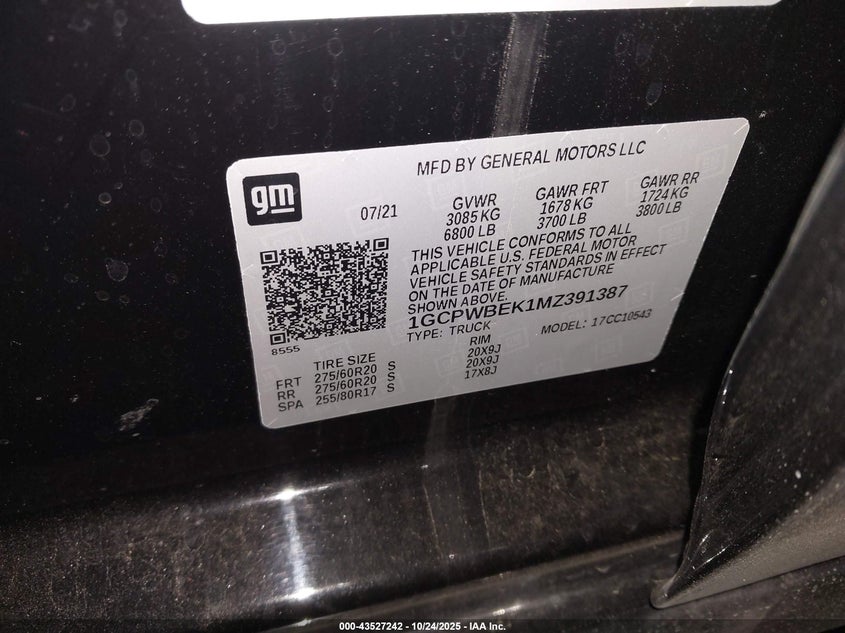 MFD BY GENERAL MOTORS LLC
gm
07/21
GVWR
3085 KG
6800 LB
GAWR FRT
1678 KG
3700 LB
GAWR RR
1724 KG
3800 LB
THIS VEHICLE CONFORMS TO ALL
APPLICABLE U.S. FEDERAL MOTOR
VEHICLE SAFETY STANDARDS IN EFFECT
ON THE DATE OF MANUFACTURE
SHOWN ABOVE.
1GCPWBEK1MZ391387
TYPE: TRUCK MODEL: 17CC10543
8555
TIRE SIZE RIM
FRT 275/60R20 S 20X9J
RR 275/60R20 S 20X9J
SPA 255/80R17 S 17X8J
000-43527242 - 10/24/2025 - IAA Inc.